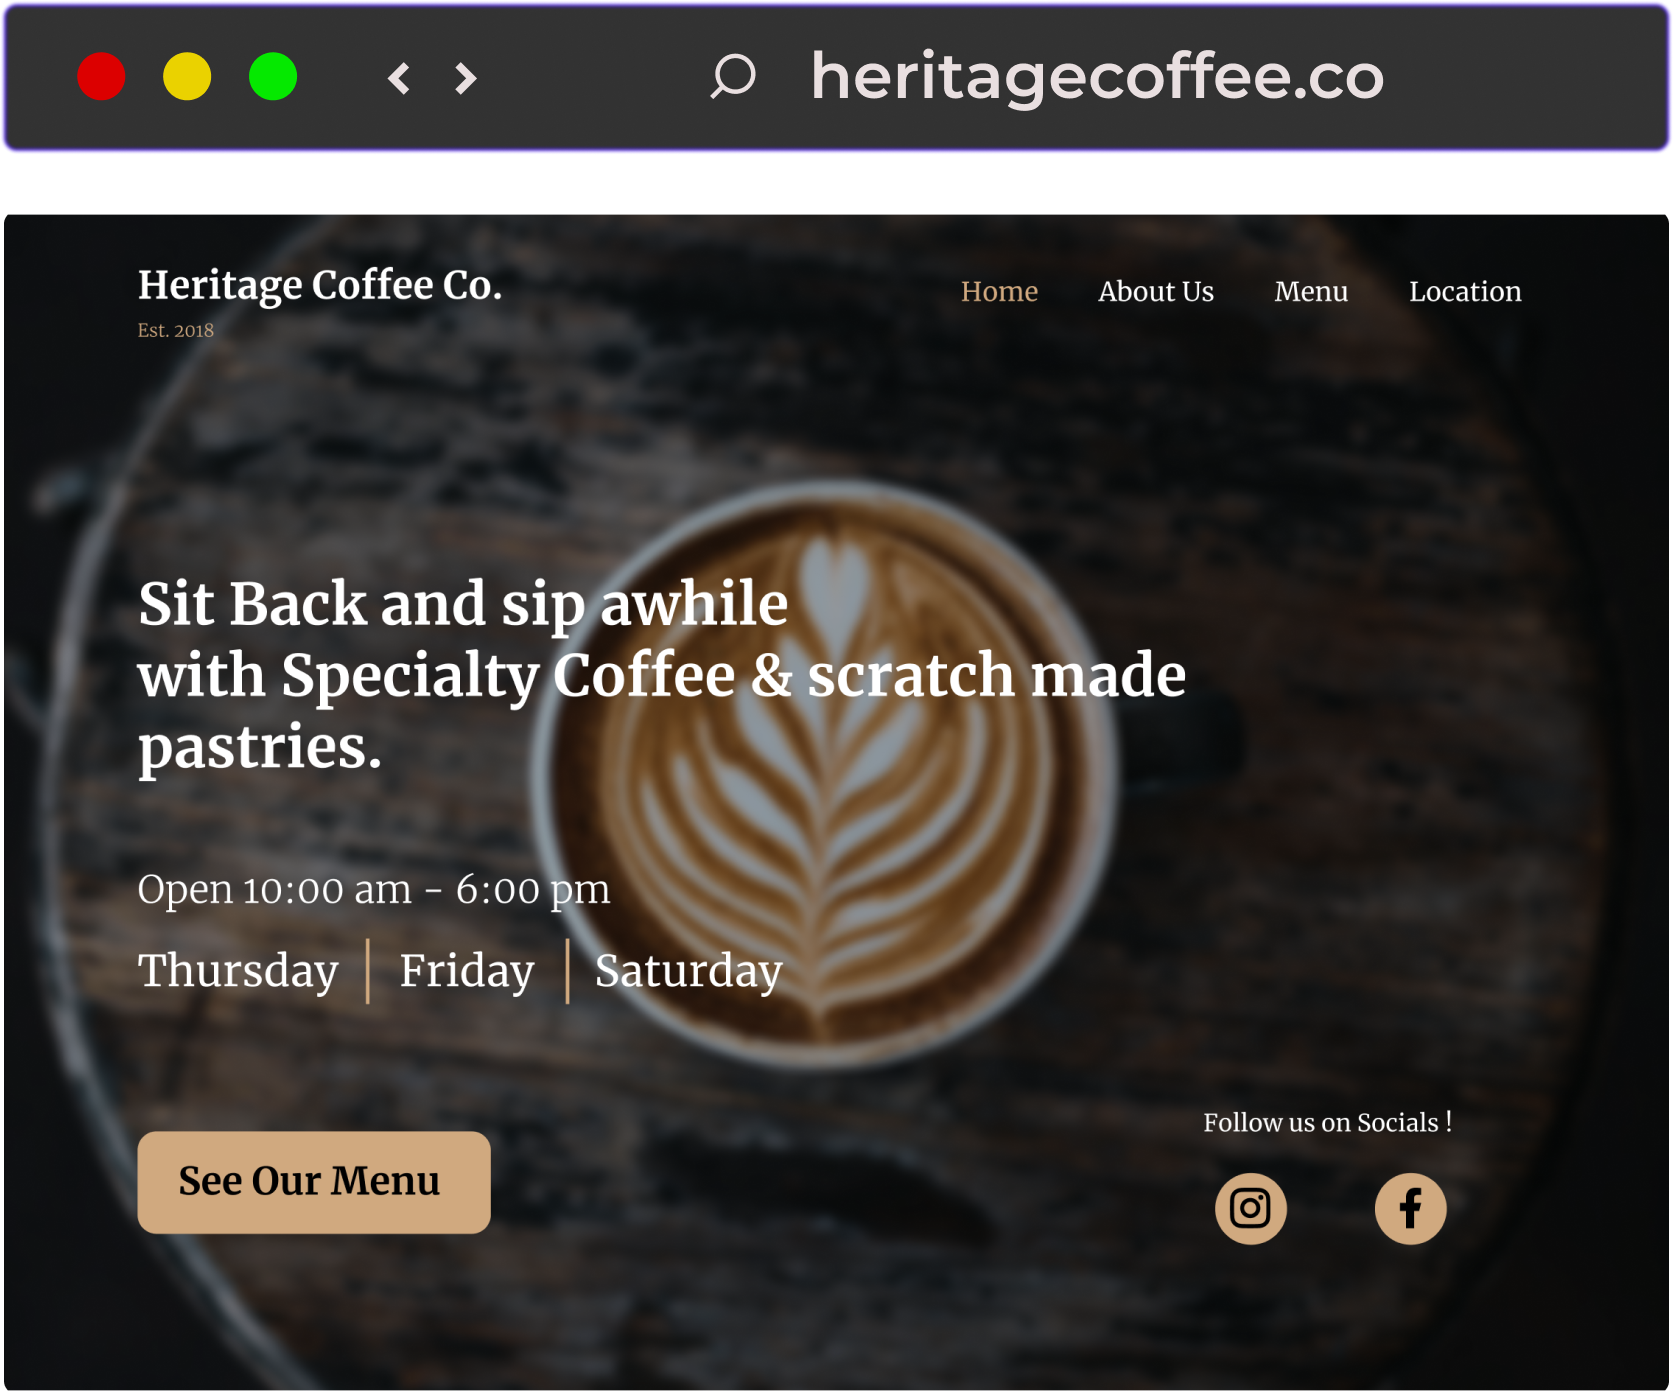 heritagecoffee.co
Heritage Coffee Co.
Est. 2018
Home About Us Menu Location
Sit Back and sip awhile
with Specialty Coffee & scratch made
pastries.
Open 10:00 am - 6:00 pm
Thursday Friday Saturday
See Our Menu
Follow us on Socials !